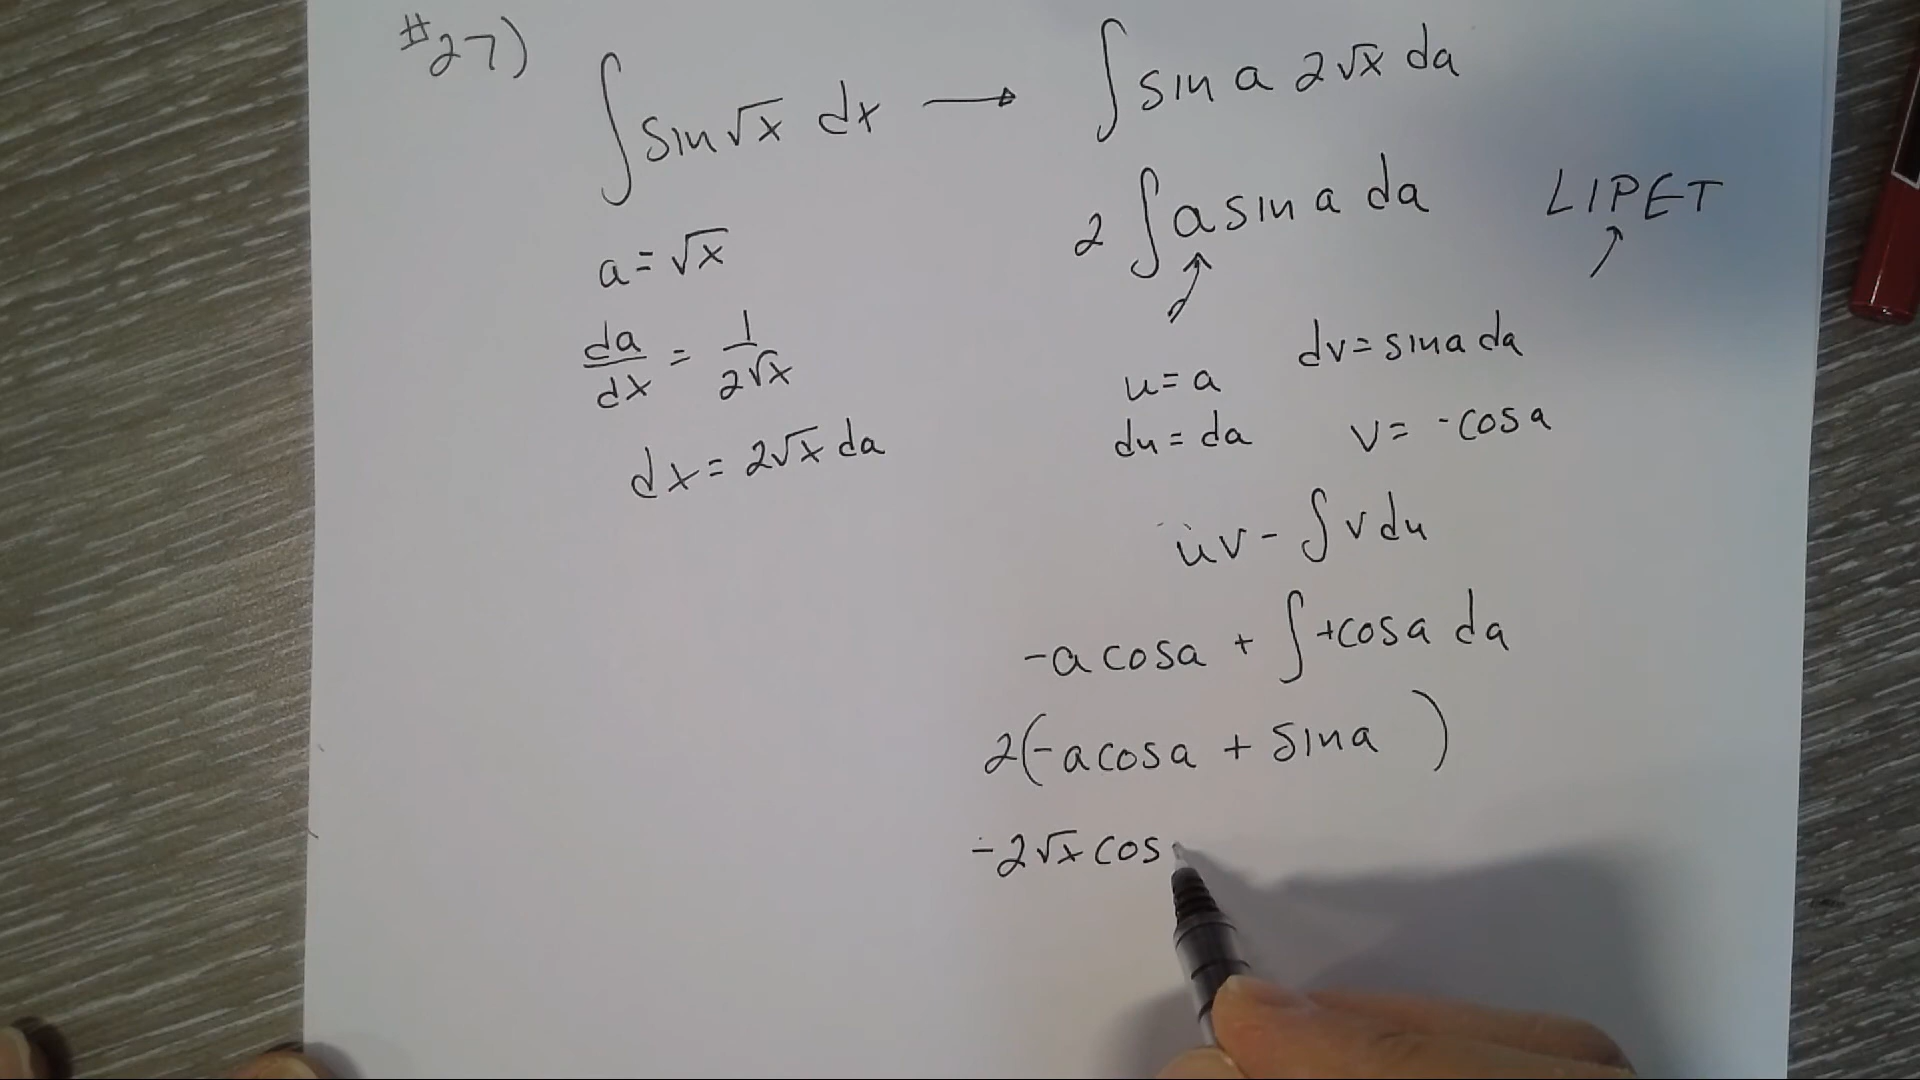 #27)
∫ sin √x dx → ∫ sin a 2√x da
a = √x
da/dx = 1/2√x
dx = 2√x da
2 ∫ a sin a da LIPET
u = a dv = sin a da
du = da v = -cos a
uv - ∫ v du
-a cos a + ∫ +cos a da
2(-a cos a + sin a )
-2√x cos